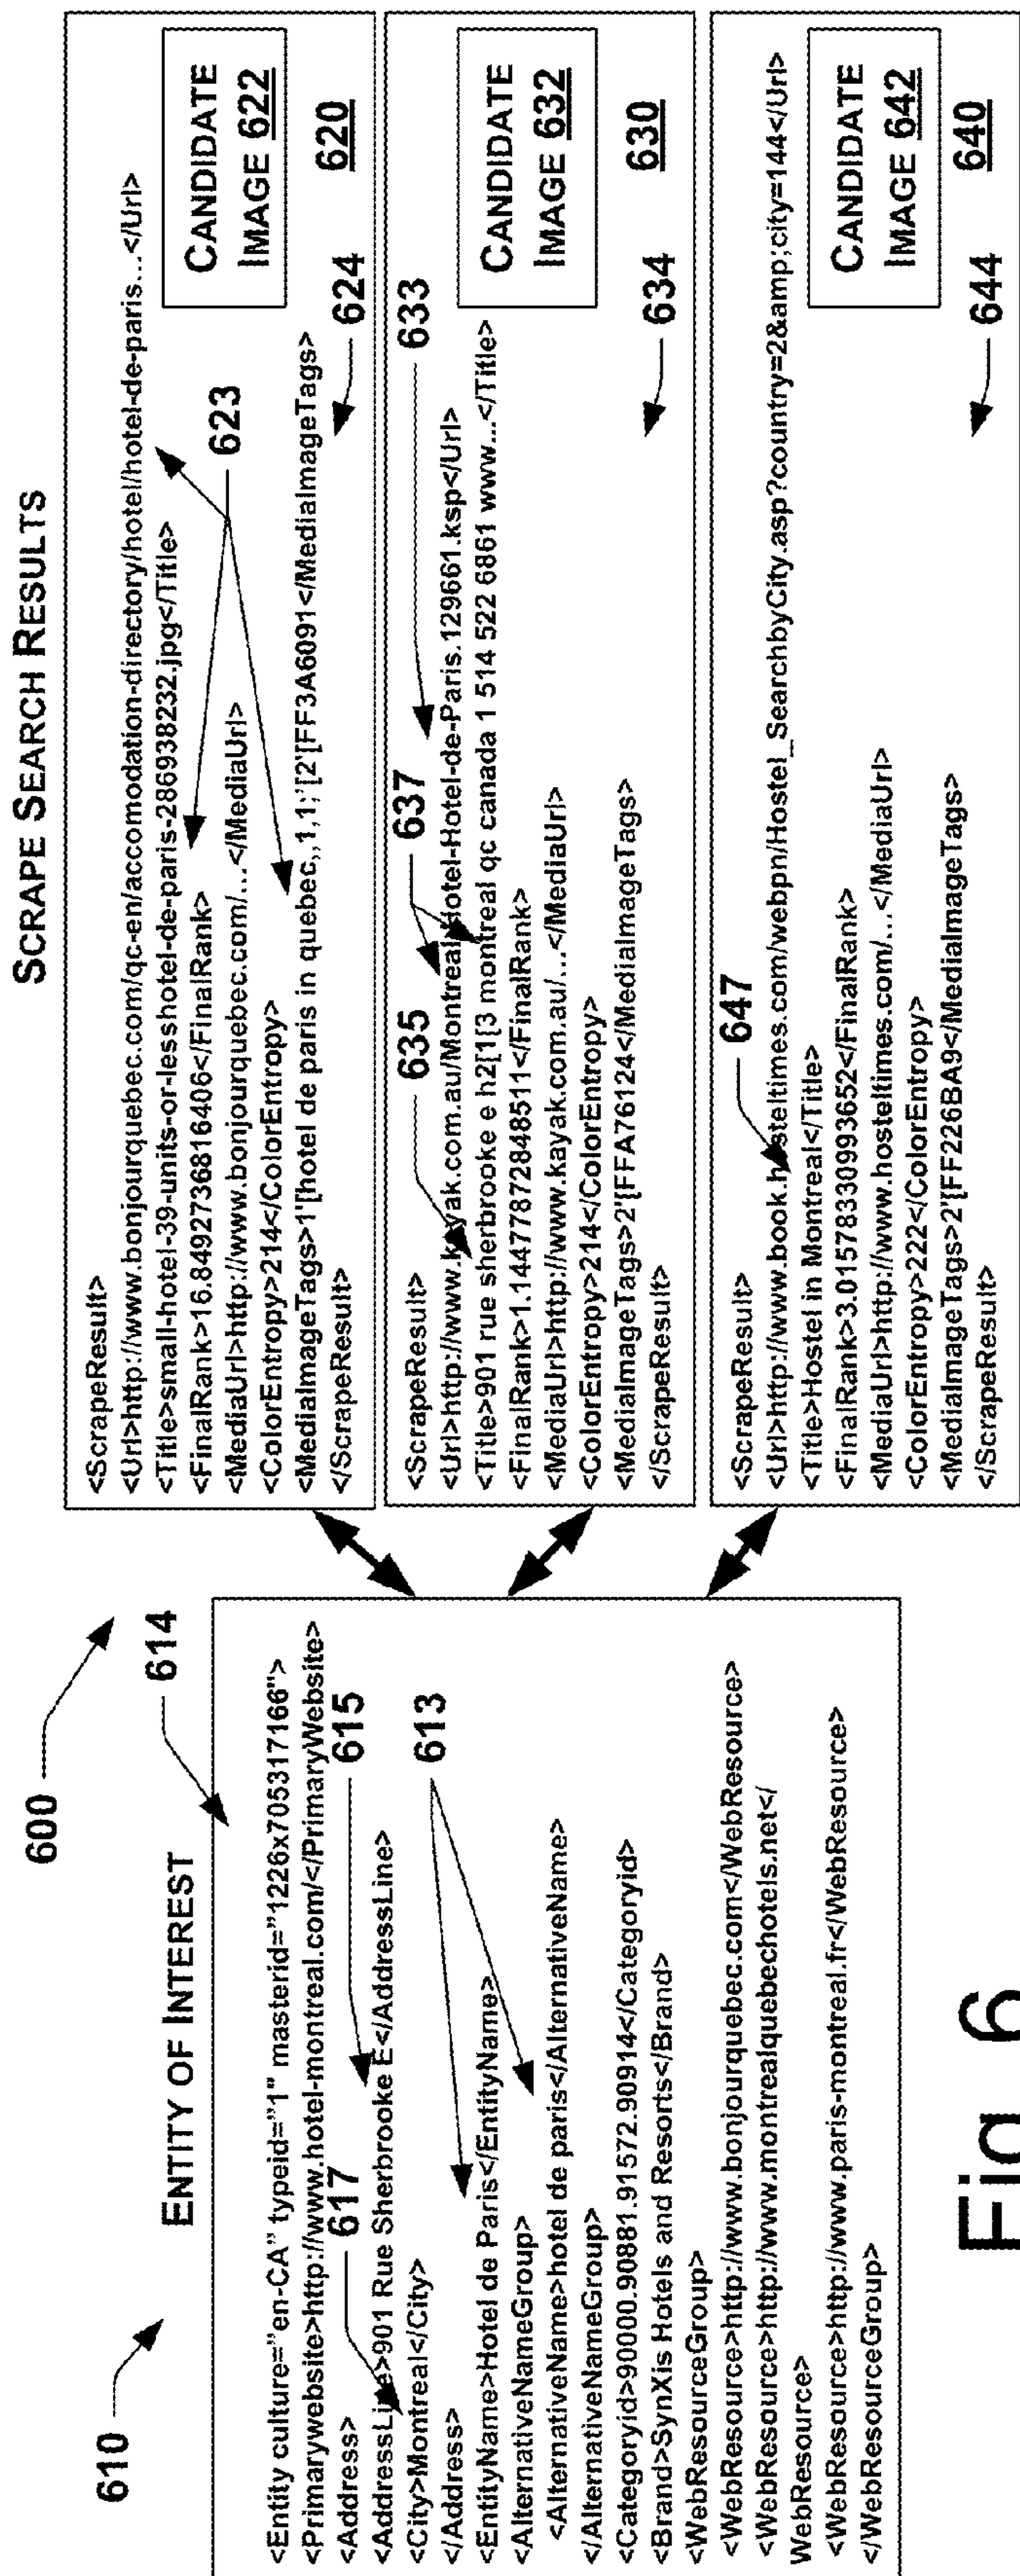 600
610
ENTITY OF INTEREST
614
<Entity culture="en-CA" typeid="1" masterid="1226x705317166">
<Primarywebsite>http://www.hotel-montreal.com/</PrimaryWebsite>
<Address>
617
615
<AddressLine>901 Rue Sherbrooke E</AddressLine>
<City>Montreal</City>
</Address>
613
<EntityName>Hotel de Paris</EntityName>
<AlternativeNameGroup>
<AlternativeName>hotel de paris</AlternativeName>
</AlternativeNameGroup>
<Categoryid>90000.90881.91572.90914</Categoryid>
<Brand>SynXis Hotels and Resorts</Brand>
<WebResourceGroup>
<WebResource>http://www.bonjourquebec.com</WebResource>
<WebResource>http://www.montrealquebechotels.net</
WebResource>
<WebResource>http://www.paris-montreal.fr</WebResource>
</WebResourceGroup>
SCRAPE SEARCH RESULTS
<ScrapeResult>
<Url>http://www.bonjourquebec.com/qc-en/accomodation-directory/hotel/hotel-de-paris...</Url>
<Title>small-hotel-39-units-or-lesshotel-de-paris-286938232.jpg</Title>
<FinalRank>16.8492736816406</FinalRank>
<MediaUrl>http://www.bonjourquebec.com/...</MediaUrl>
<ColorEntropy>214</ColorEntropy>
<MediaImageTags>1'[hotel de paris in quebec,,1,1;'[2'[FF3A6091</MediaImageTags>
</ScrapeResult>
623
CANDIDATE
IMAGE 622
624
620
<ScrapeResult>
635
637
633
<Url>http://www.kayak.com.au/Montreal-Hotel-Hotel-de-Paris.129661.ksp</Url>
<Title>901 rue sherbrooke e h2[1[3 montreal qc canada 1 514 522 6861 www...</Title>
<FinalRank>1.14477872848511</FinalRank>
<MediaUrl>http://www.kayak.com.au/...</MediaUrl>
<ColorEntropy>214</ColorEntropy>
<MediaImageTags>2'[FFA76124</MediaImageTags>
</ScrapeResult>
CANDIDATE
IMAGE 632
634
630
<ScrapeResult>
647
<Url>http://www.book.hosteltimes.com/webpn/Hostel_SearchbyCity.asp?country=2&amp;city=144</Url>
<Title>Hostel in Montreal</Title>
<FinalRank>3.01578330993652</FinalRank>
<MediaUrl>http://www.hosteltimes.com/...</MediaUrl>
<ColorEntropy>222</ColorEntropy>
<MediaImageTags>2'[FF226BA9</MediaImageTags>
</ScrapeResult>
CANDIDATE
IMAGE 642
644
640
Fig. 6